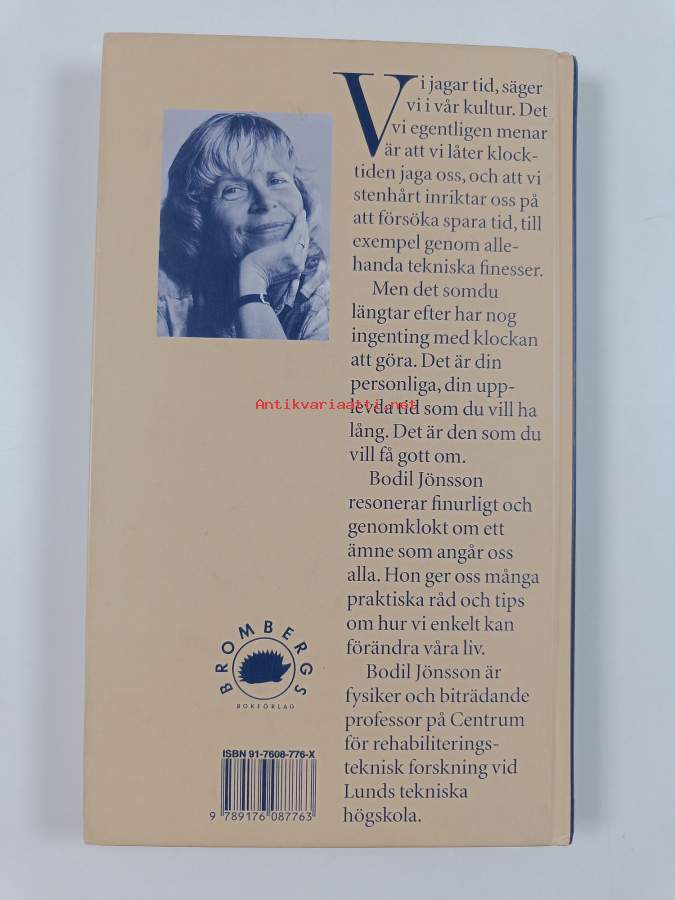 Vi jagar tid, säger
vi i vår kultur. Det
vi egentligen menar
är att vi låter klock-
tiden jaga oss, och att vi
stenhårt inriktar oss på
att försöka spara tid, till
exempel genom alle-
handa tekniska finesser.
Men det somdu
längtar efter har nog
ingenting med klockan
att göra. Det är din
personliga, din upp-
levda tid som du vill ha
lång. Det är den som du
vill få gott om.
Bodil Jönsson
resonerar finurligt och
genomklokt om ett
ämne som angår oss
alla. Hon ger oss många
praktiska råd och tips
om hur vi enkelt kan
förändra våra liv.
Bodil Jönsson är
fysiker och biträdande
professor på Centrum
för rehabiliterings-
teknisk forskning vid
Lunds tekniska
högskola.
Antikvariaatti.net
BROMBERGS
BOKFÖRLAG
ISBN 91-7608-776-X
9 789176 087763